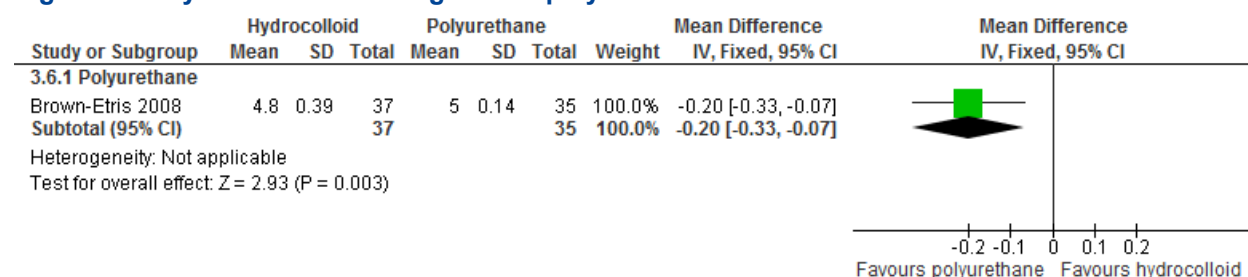 Hydrocolloid Polyurethane Mean Difference Mean Difference
Study or Subgroup Mean SD Total Mean SD Total Weight IV, Fixed, 95% CI IV, Fixed, 95% CI
3.6.1 Polyurethane
Brown-Etris 2008 4.8 0.39 37 5 0.14 35 100.0% -0.20 [-0.33, -0.07]
Subtotal (95% CI) 37 35 100.0% -0.20 [-0.33, -0.07]
Heterogeneity: Not applicable
Test for overall effect: Z = 2.93 (P = 0.003)
-0.2 -0.1 0 0.1 0.2
Favours polyurethane Favours hydrocolloid